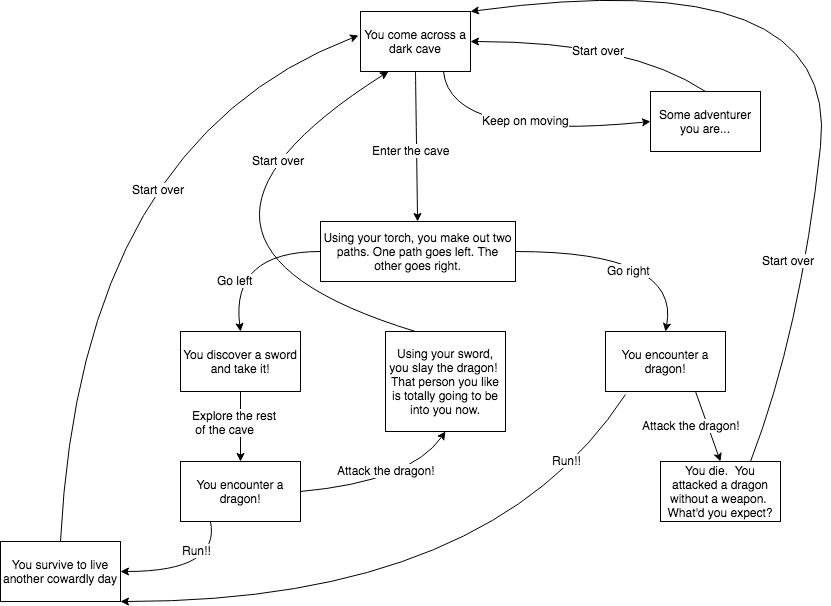 You come across a
dark cave
Start over
Some adventurer
you are...
Keep on moving
Enter the cave
Start over
Start over
Using your torch, you make out two
paths. One path goes left. The
other goes right.
Start over
Go left
Go right
You discover a sword
and take it!
Using your sword,
you slay the dragon!
That person you like
is totally going to be
into you now.
You encounter a
dragon!
Explore the rest
of the cave
Attack the dragon!
You encounter a
dragon!
Attack the dragon!
Run!!
You die.  You
attacked a dragon
without a weapon.
What'd you expect?
Run!!
You survive to live
another cowardly day